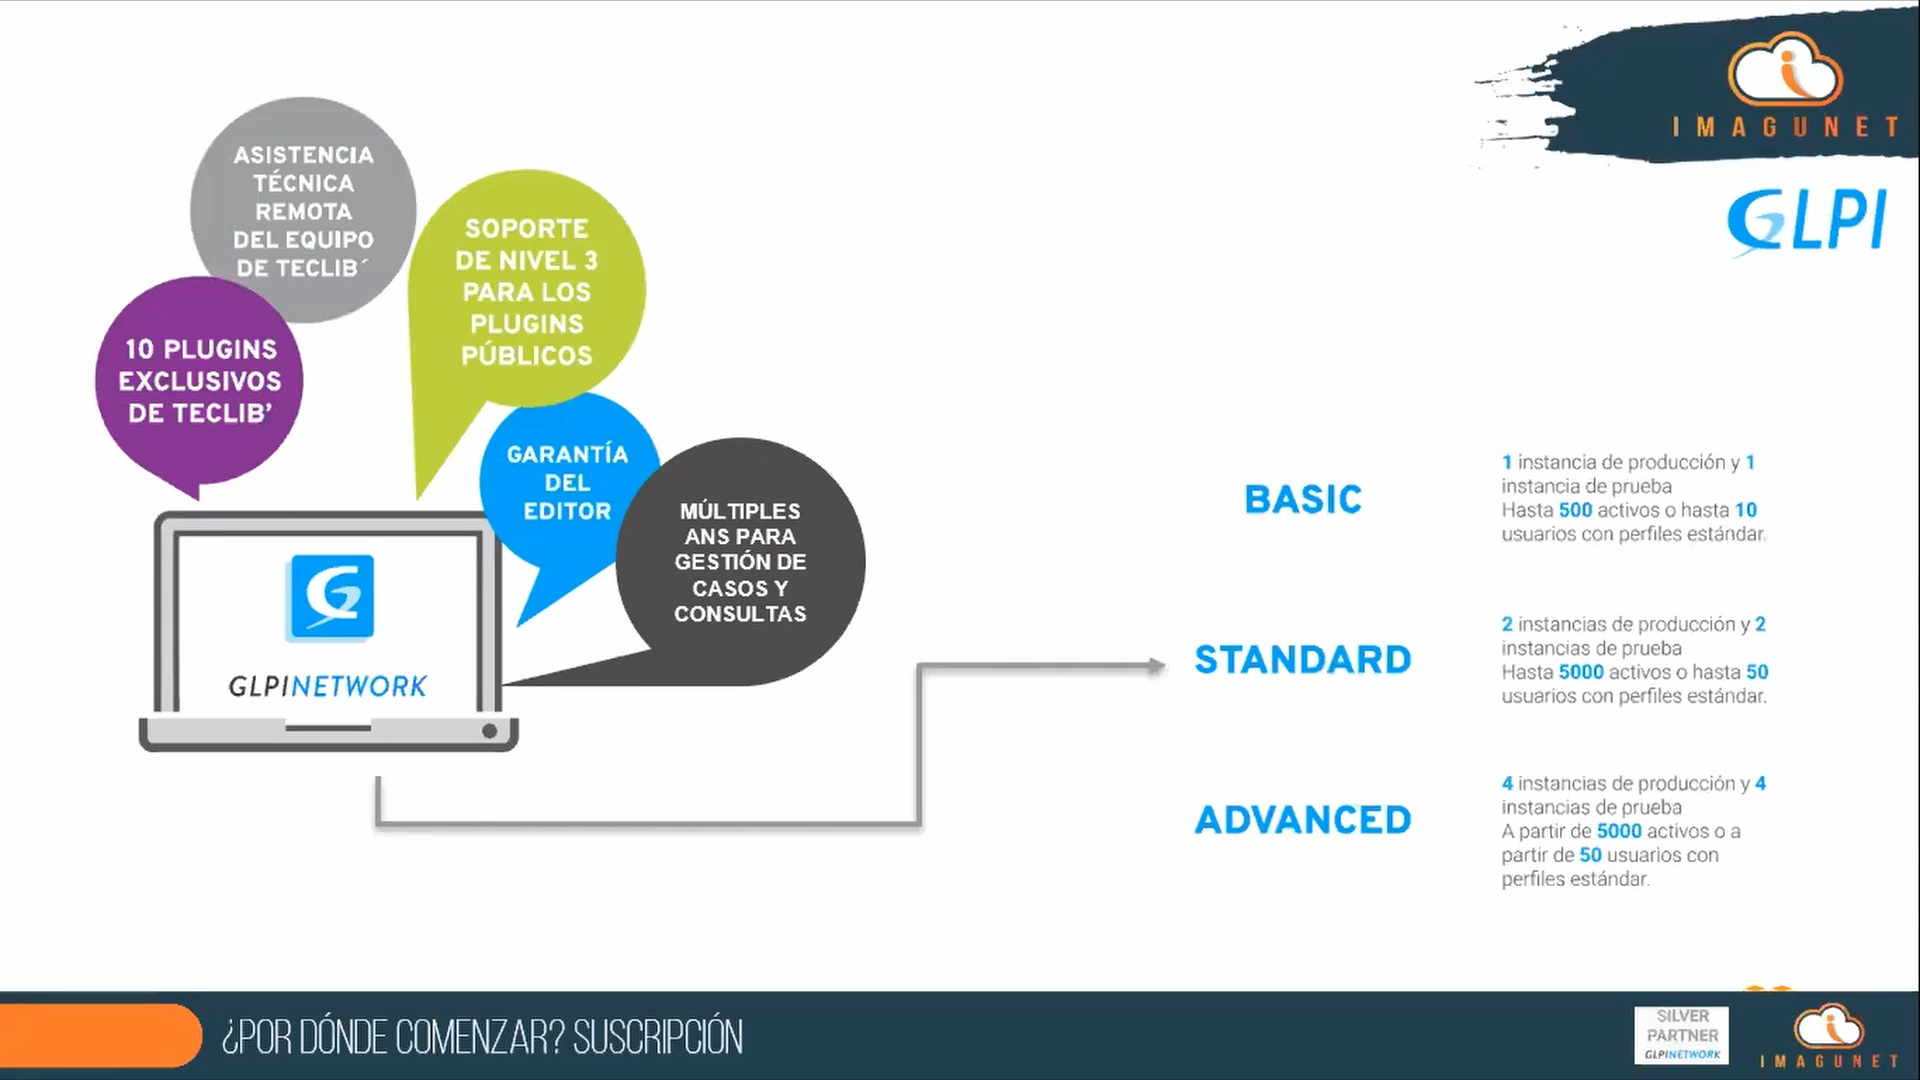 IMAGUNET
GLPI
ASISTENCIA
TÉCNICA
REMOTA
DEL EQUIPO
DE TECLIB´
SOPORTE
DE NIVEL 3
PARA LOS
PLUGINS
PÚBLICOS
10 PLUGINS
EXCLUSIVOS
DE TECLIB’
GARANTÍA
DEL
EDITOR
MÚLTIPLES
ANS PARA
GESTIÓN DE
CASOS Y
CONSULTAS
GLPINETWORK
BASIC
1 instancia de producción y 1
instancia de prueba
Hasta 500 activos o hasta 10
usuarios con perfiles estándar.
STANDARD
2 instancias de producción y 2
instancias de prueba
Hasta 5000 activos o hasta 50
usuarios con perfiles estándar.
ADVANCED
4 instancias de producción y 4
instancias de prueba
A partir de 5000 activos o a
partir de 50 usuarios con
perfiles estándar.
¿POR DÓNDE COMENZAR? SUSCRIPCIÓN
SILVER
PARTNER
GLPINETWORK
IMAGUNET